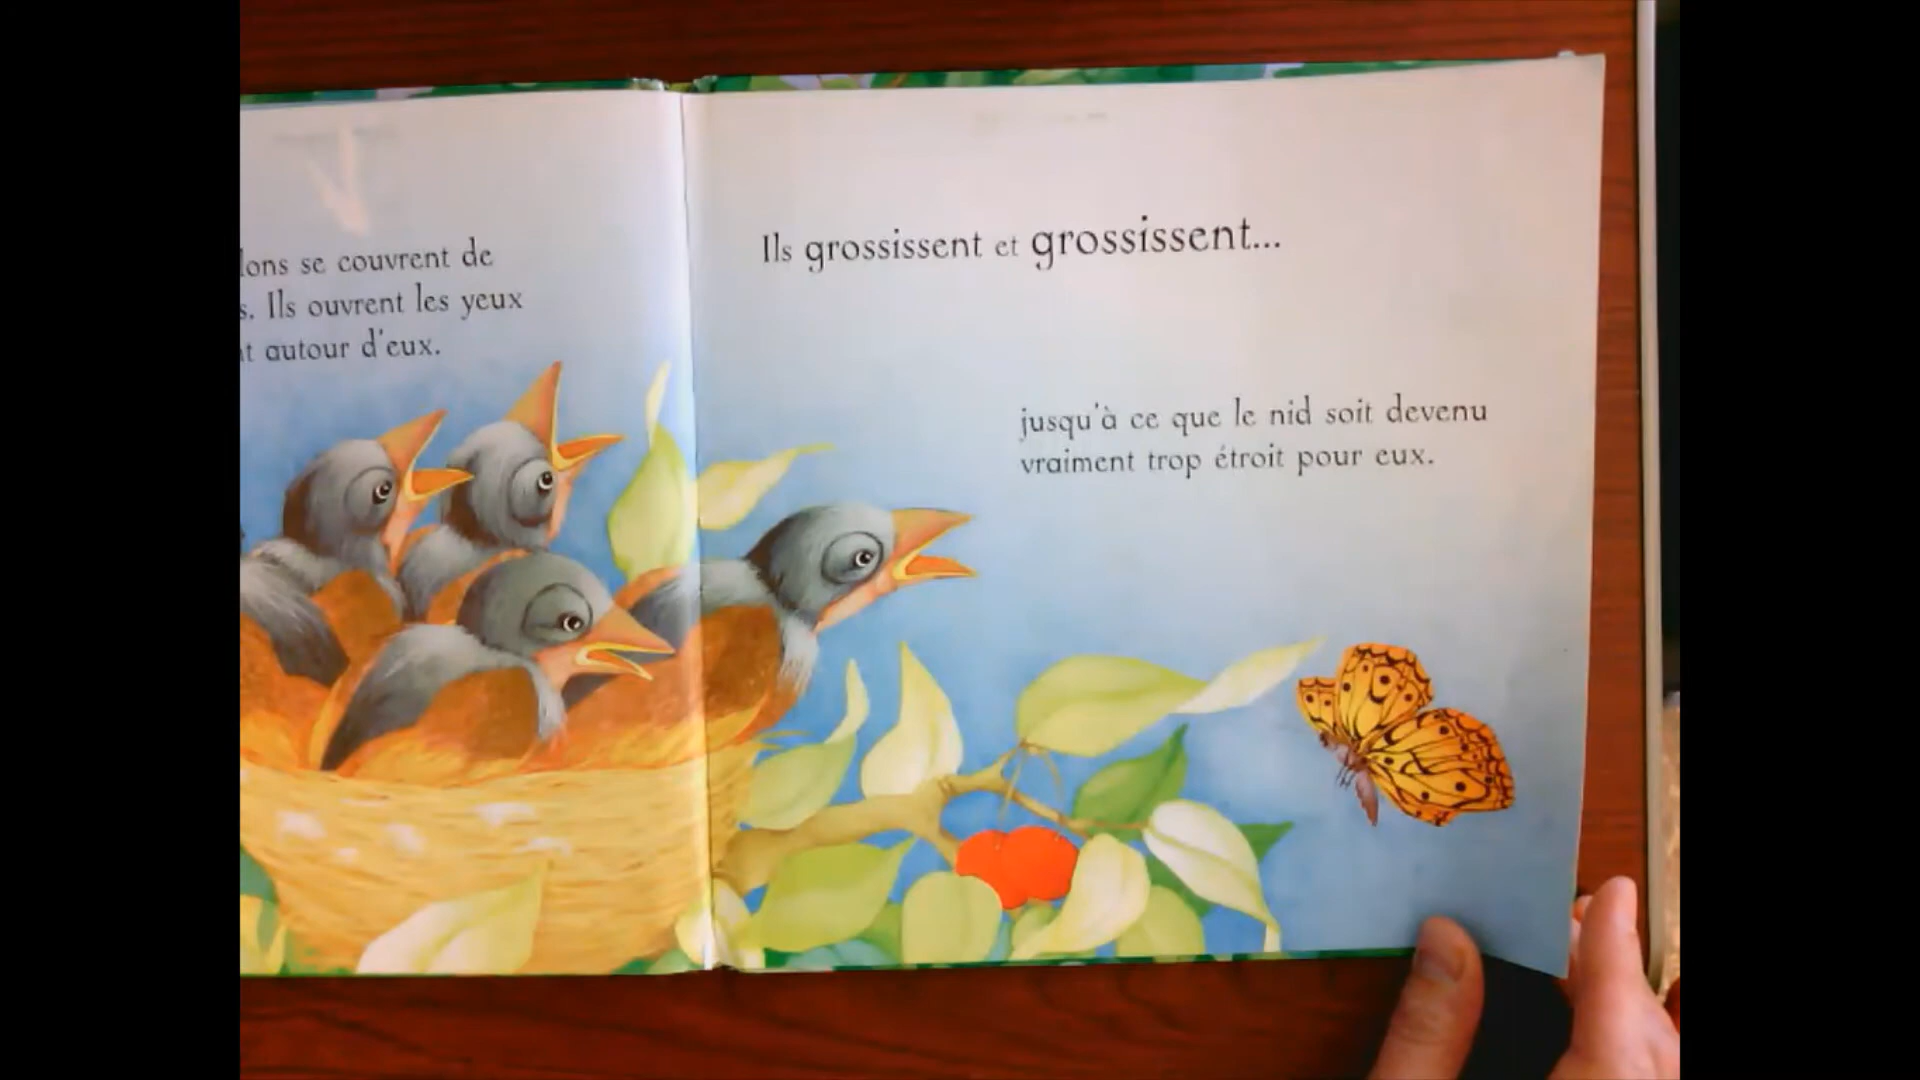 se couvrent de
Ils ouvrent les yeux
autour d'eux.
Ils grossissent et grossissent...
jusqu'à ce que le nid soit devenu
vraiment trop étroit pour eux.